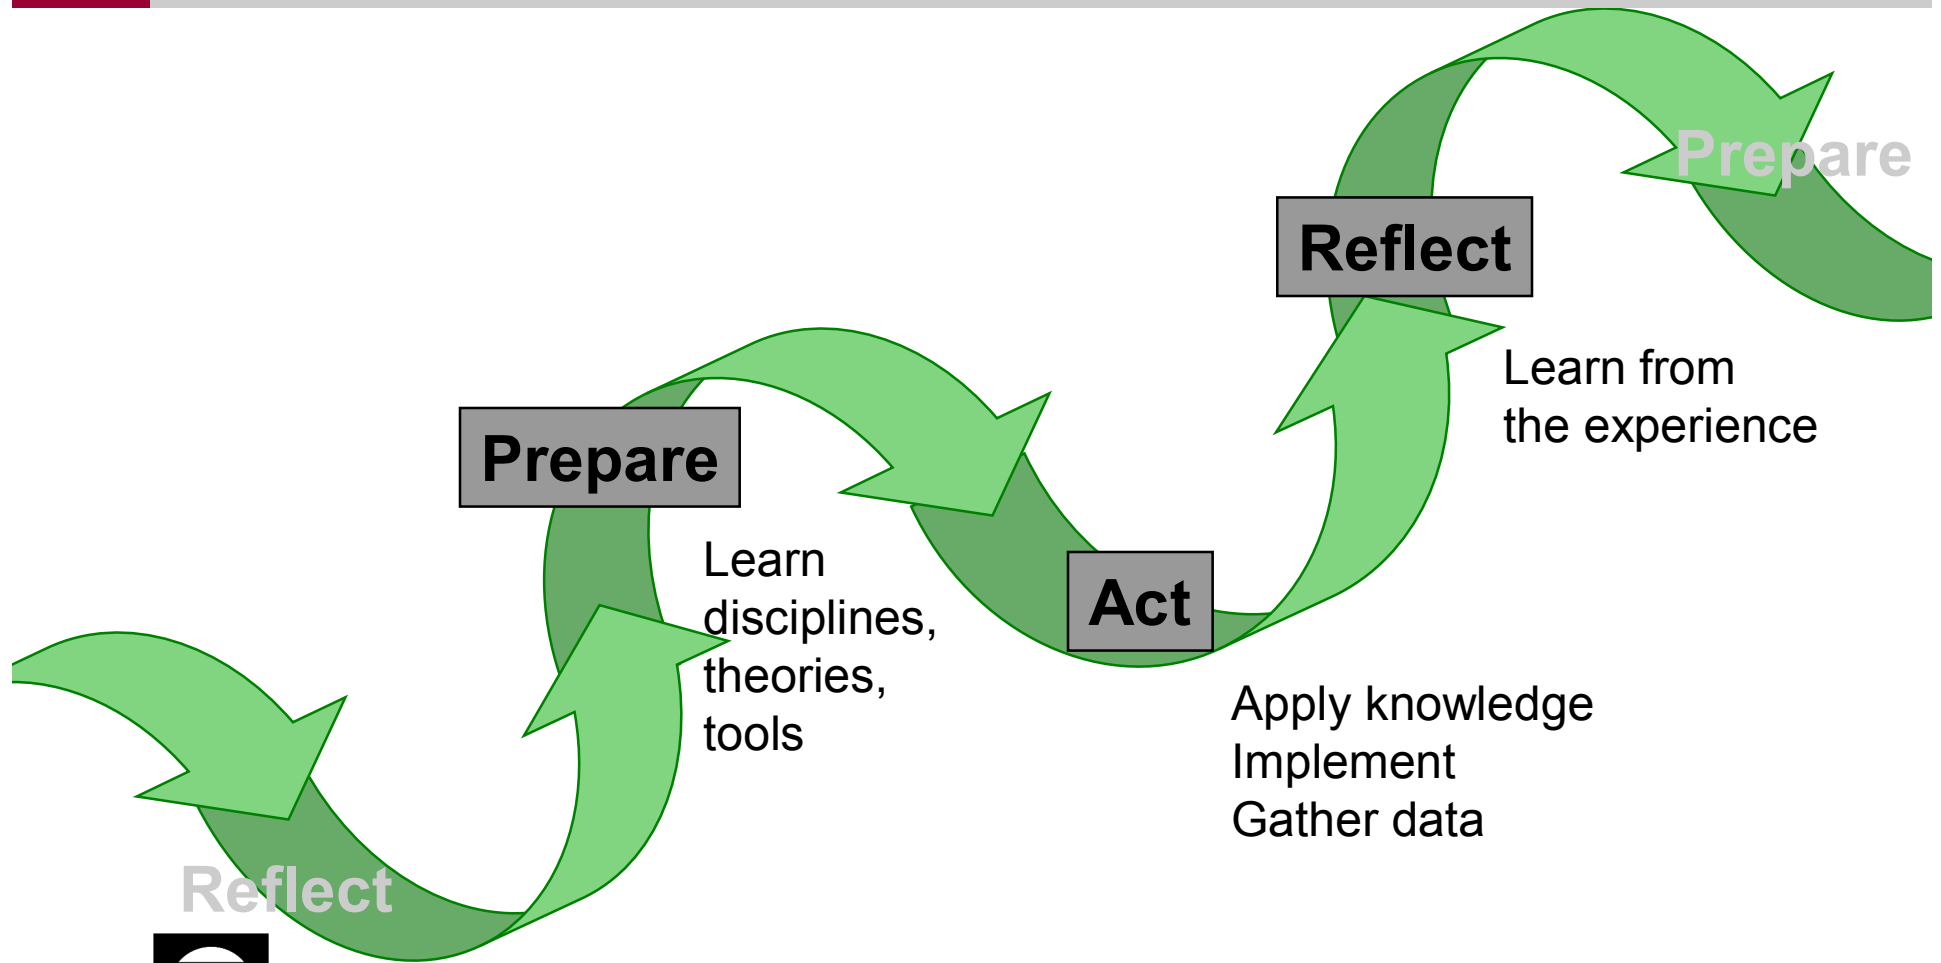 Prepare
Reflect
Learn from
the experience
Prepare
Learn
disciplines,
theories,
tools
Act
Apply knowledge
Implement
Gather data
Reflect